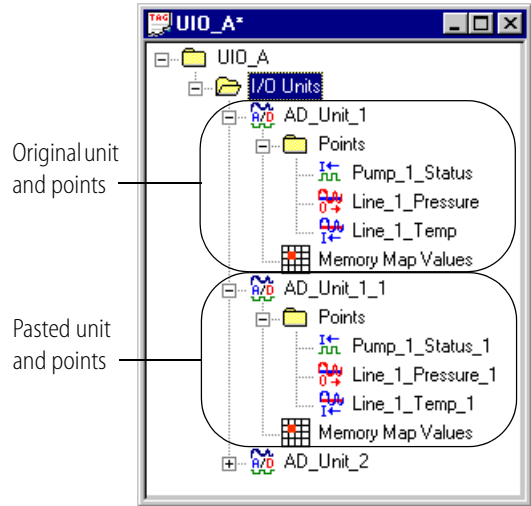 TAG
UIO_A*
UIO_A
I/O Units
A/D AD_Unit_1
Points
Original unit
and points
I Pump_1_Status
O Line_1_Pressure
I Line_1_Temp
Memory Map Values
A/D AD_Unit_1_1
Points
Pasted unit
and points
I Pump_1_Status_1
O Line_1_Pressure_1
I Line_1_Temp_1
Memory Map Values
A/D AD_Unit_2